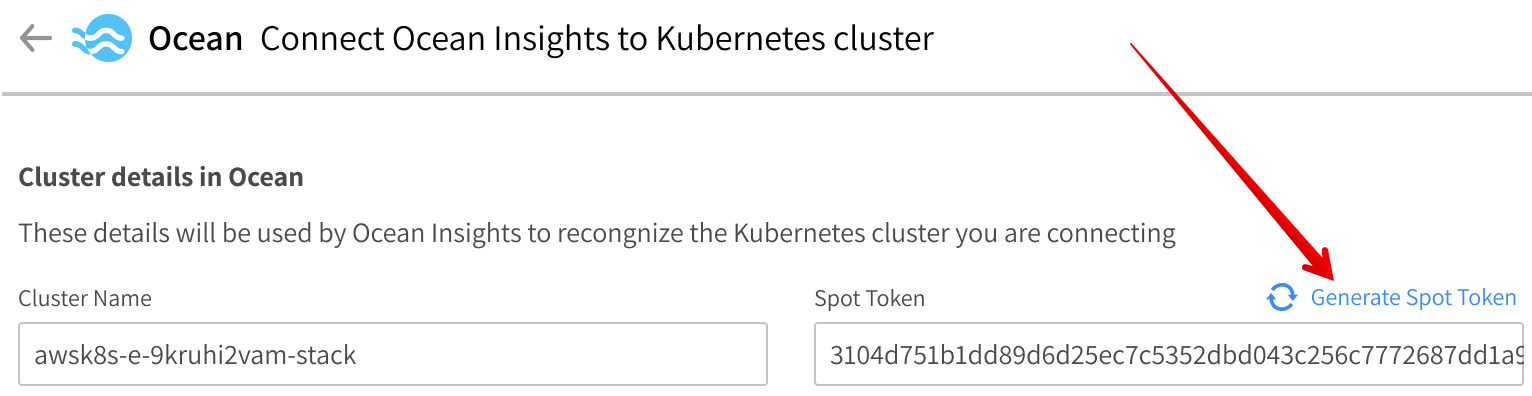 Ocean Connect Ocean Insights to Kubernetes cluster
Cluster details in Ocean
These details will be used by Ocean Insights to recongnize the Kubernetes cluster you are connecting
Cluster Name
awsk8s-e-9kruhi2vam-stack
Spot Token
Generate Spot Token
3104d751b1dd89d6d25ec7c5352dbd043c256c7772687dd1a9